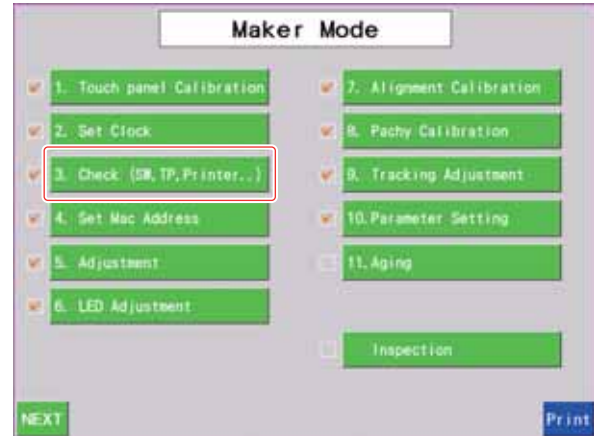 Maker Mode
1. Touch panel Calibration
2. Set Clock
3. Check (SW, TP, Printer..)
4. Set Mac Address
5. Adjustment
6. LED Adjustment
7. Alignment Calibration
8. Pachy Calibration
9. Tracking Adjustment
10. Parameter Setting
11. Aging
Inspection
NEXT
Print